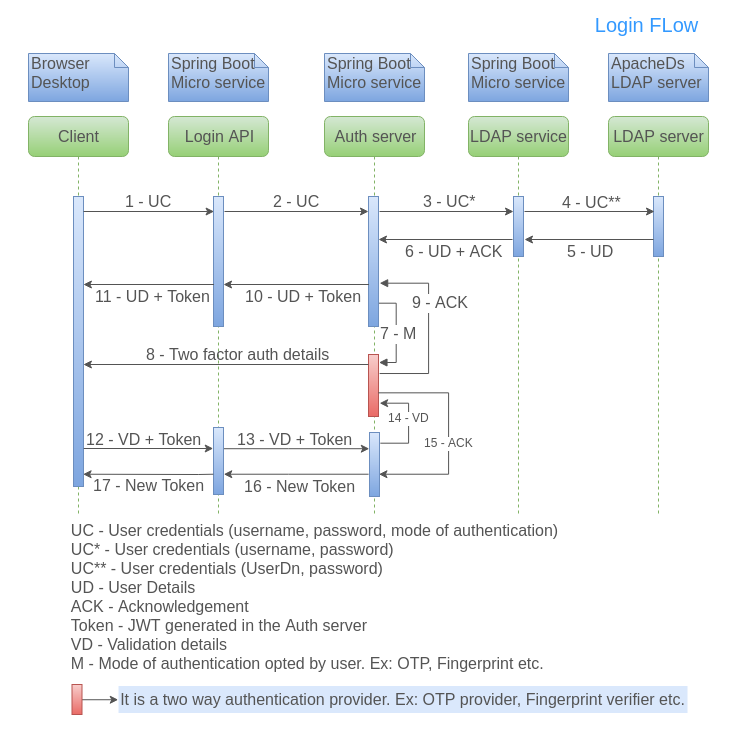 Login FLow
Browser
Desktop
Spring Boot
Micro service
Spring Boot
Micro service
Spring Boot
Micro service
ApacheDs
LDAP server
Client
Login API
Auth server
LDAP service
LDAP server
1 - UC
2 - UC
3 - UC*
4 - UC**
6 - UD + ACK
5 - UD
11 - UD + Token
10 - UD + Token
9 - ACK
7 - M
8 - Two factor auth details
14 - VD
12 - VD + Token
13 - VD + Token
15 - ACK
17 - New Token
16 - New Token
UC - User credentials (username, password, mode of authentication)
UC* - User credentials (username, password)
UC** - User credentials (UserDn, password)
UD - User Details
ACK - Acknowledgement
Token - JWT generated in the Auth server
VD - Validation details
M - Mode of authentication opted by user. Ex: OTP, Fingerprint etc.
It is a two way authentication provider. Ex: OTP provider, Fingerprint verifier etc.